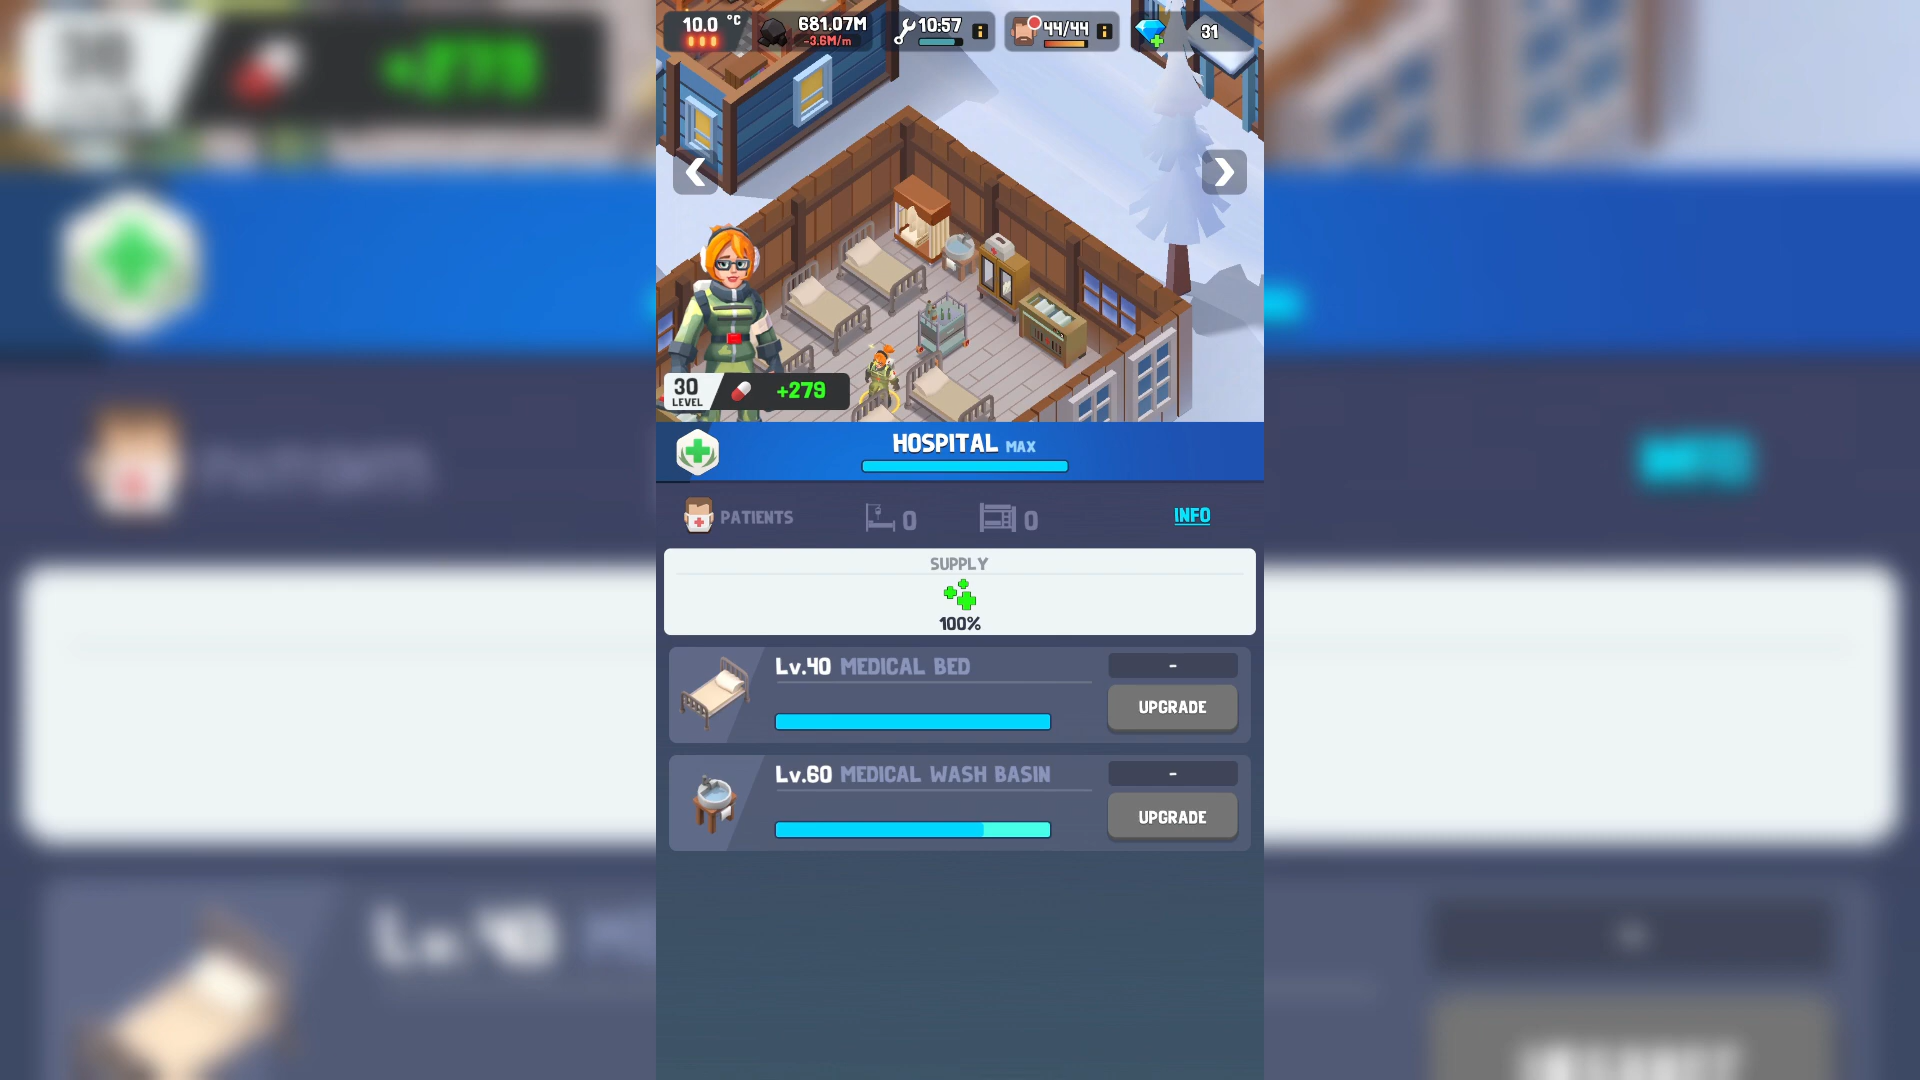 10.0 °C
681.07M
-3.6M/m
10:57
44/44
31
30
LEVEL
+279
HOSPITAL MAX
PATIENTS
0
0
INFO
SUPPLY
100%
Lv.40 MEDICAL BED
-
UPGRADE
Lv.60 MEDICAL WASH BASIN
-
UPGRADE